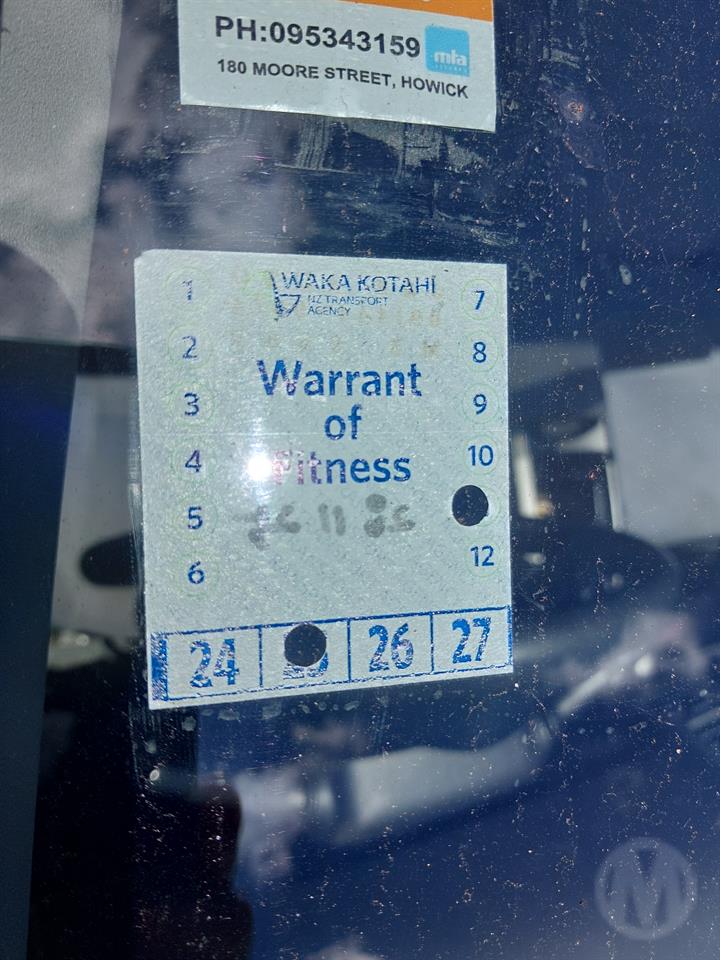 PH:095343159
mta
180 MOORE STREET, HOWICK
WAKA KOTAHI
NZ TRANSPORT
AGENCY
1
2
3
4
5
6
Warrant
of
Fitness
7
8
9
10
12
24
26
27
M